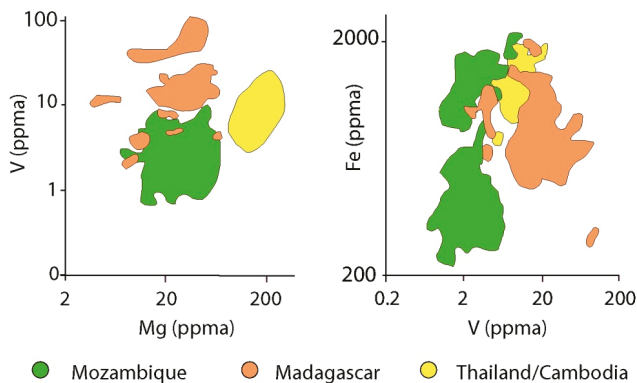 100
10
1
0
V (ppma)
2
20
200
Mg (ppma)
2000
200
Fe (ppma)
0.2
2
20
200
V (ppma)
Mozambique
Madagascar
Thailand/Cambodia